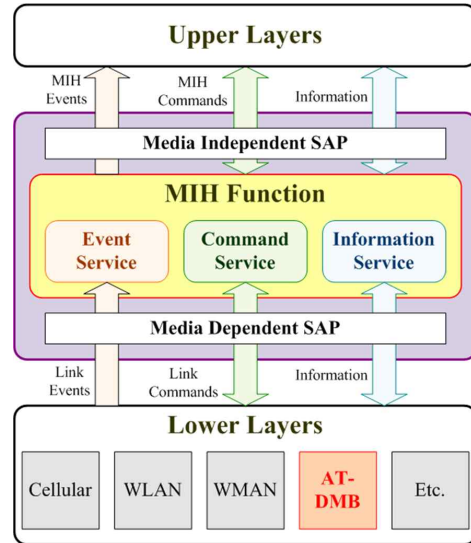 Upper Layers
MIH
Events
MIH
Commands
Information
Media Independent SAP
MIH Function
Event
Service
Command
Service
Information
Service
Media Dependent SAP
Link
Events
Link
Commands
Information
Lower Layers
Cellular
WLAN
WMAN
AT-
DMB
Etc.